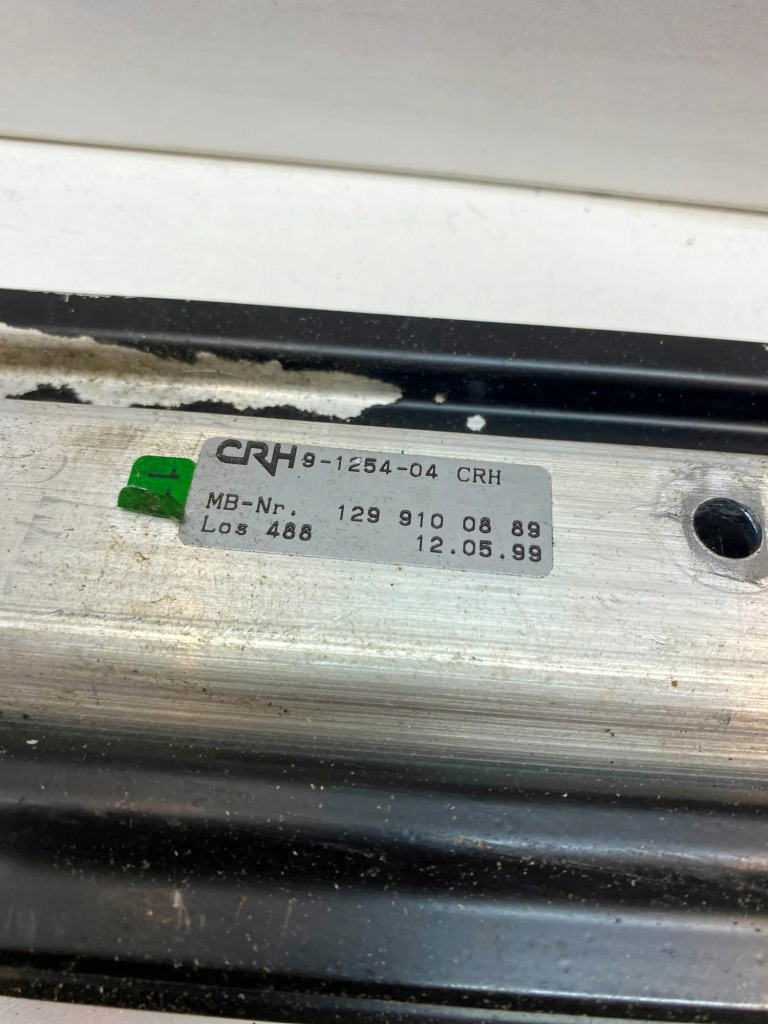 CRH 9-1254-04 CRH
MB-Nr. 129 910 08 89
Los 488 12.05.99